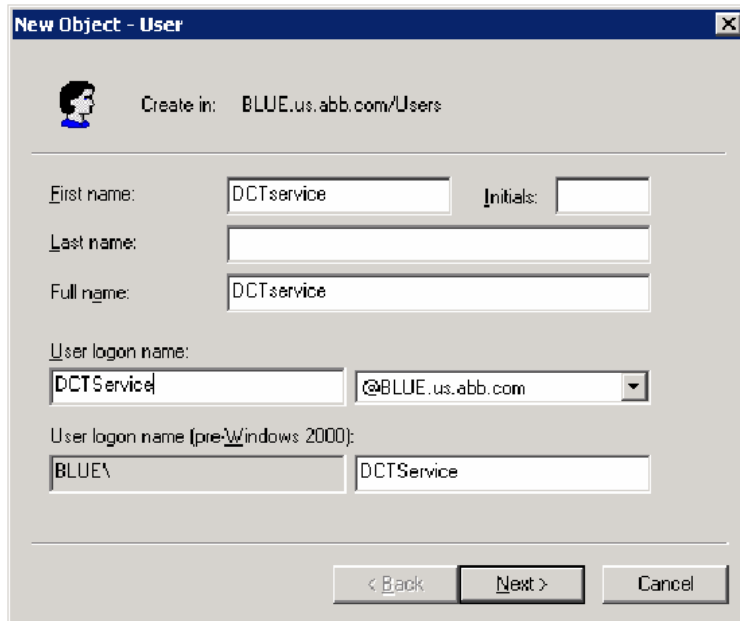 New Object - User
Create in: BLUE.us.abb.com/Users
First name: DCTservice Initials:
Last name:
Full name: DCTservice
User logon name:
DCTService @BLUE.us.abb.com
User logon name (pre-Windows 2000):
BLUE\ DCTService
< Back Next > Cancel